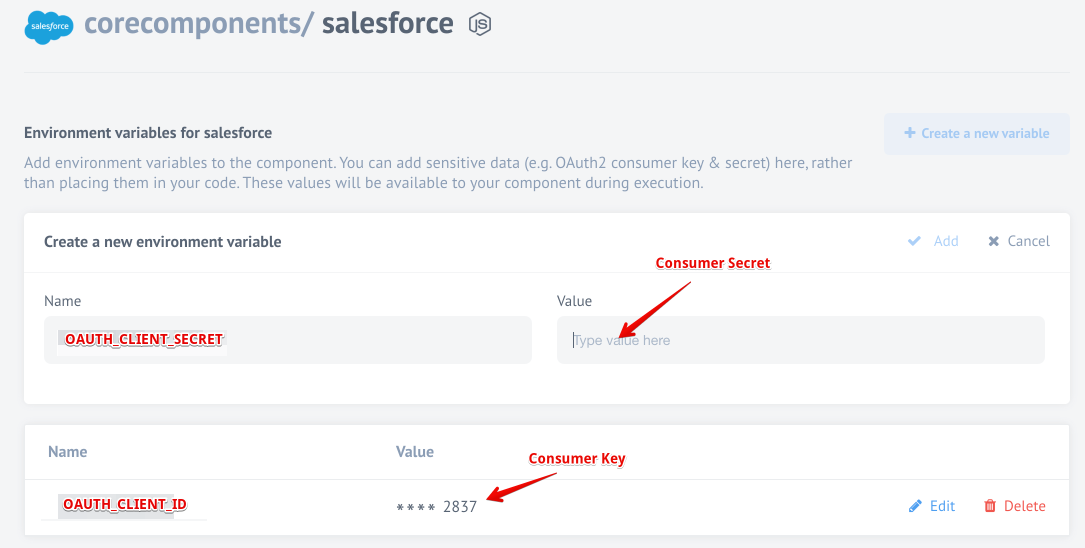 salesforce corecomponents/ salesforce JS
Environment variables for salesforce
+ Create a new variable
Add environment variables to the component. You can add sensitive data (e.g. OAuth2 consumer key & secret) here, rather
than placing them in your code. These values will be available to your component during execution.
Create a new environment variable
Add
Cancel
Consumer Secret
Name
Value
OAUTH_CLIENT_SECRET
Type value here
Name
Value
Consumer Key
OAUTH_CLIENT_ID
**** 2837
Edit
Delete